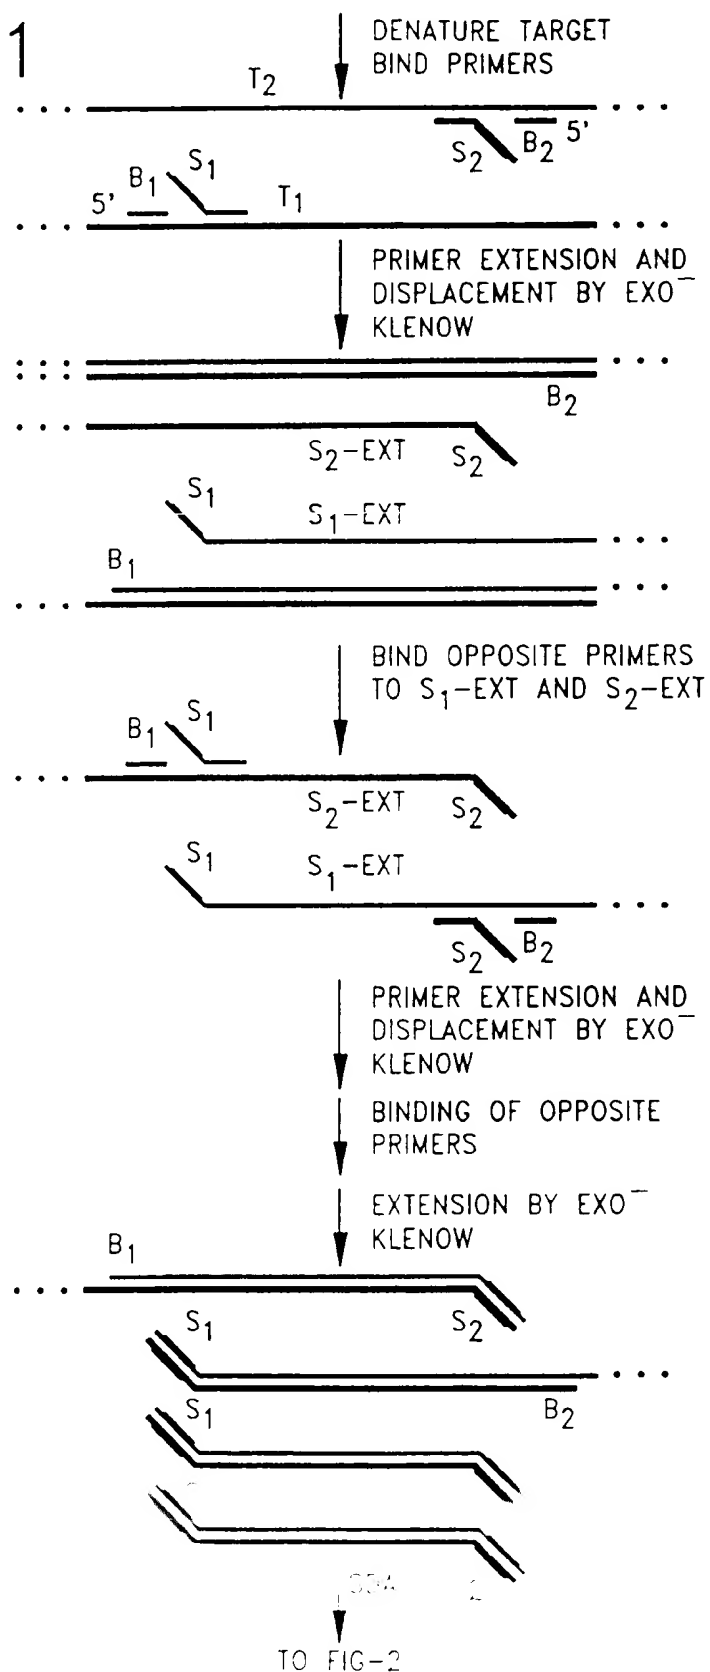 1
DENATURE TARGET
BIND PRIMERS
T2
S2 B2 5'
5' B1 S1 T1
PRIMER EXTENSION AND
DISPLACEMENT BY EXO–
KLENOW
B2
S2-EXT S2
S1 S1-EXT
B1
BIND OPPOSITE PRIMERS
TO S1-EXT AND S2-EXT
B1 S1
S2-EXT S2
S1 S1-EXT
S2 B2
PRIMER EXTENSION AND
DISPLACEMENT BY EXO–
KLENOW
BINDING OF OPPOSITE
PRIMERS
EXTENSION BY EXO–
KLENOW
B1
S1 S2
S1 B2
TO FIG-2